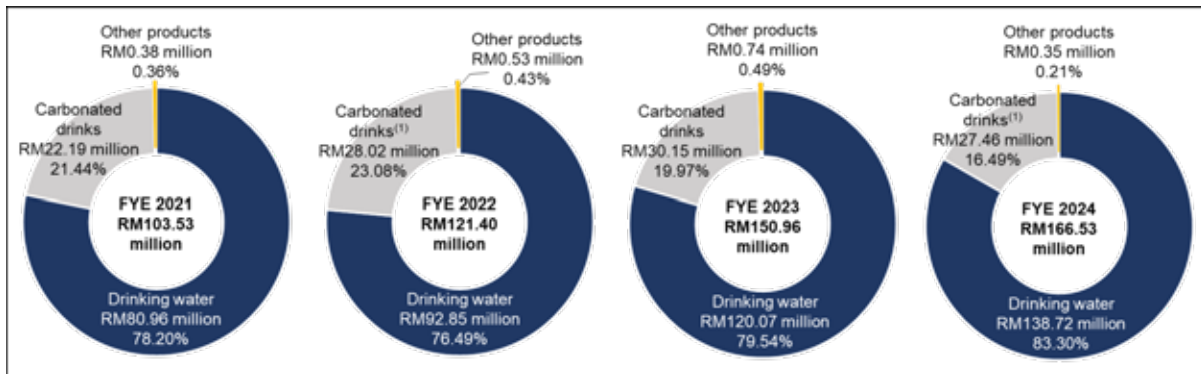 Other products
RM0.38 million
0.36%
Carbonated
drinks
RM22.19 million
21.44%
FYE 2021
RM103.53
million
Drinking water
RM80.96 million
78.20%
Other products
RM0.53 million
0.43%
Carbonated
drinks(1)
RM28.02 million
23.08%
FYE 2022
RM121.40
million
Drinking water
RM92.85 million
76.49%
Other products
RM0.74 million
0.49%
Carbonated
drinks
RM30.15 million
19.97%
FYE 2023
RM150.96
million
Drinking water
RM120.07 million
79.54%
Other products
RM0.35 million
0.21%
Carbonated
drinks(1)
RM27.46 million
16.49%
FYE 2024
RM166.53
million
Drinking water
RM138.72 million
83.30%